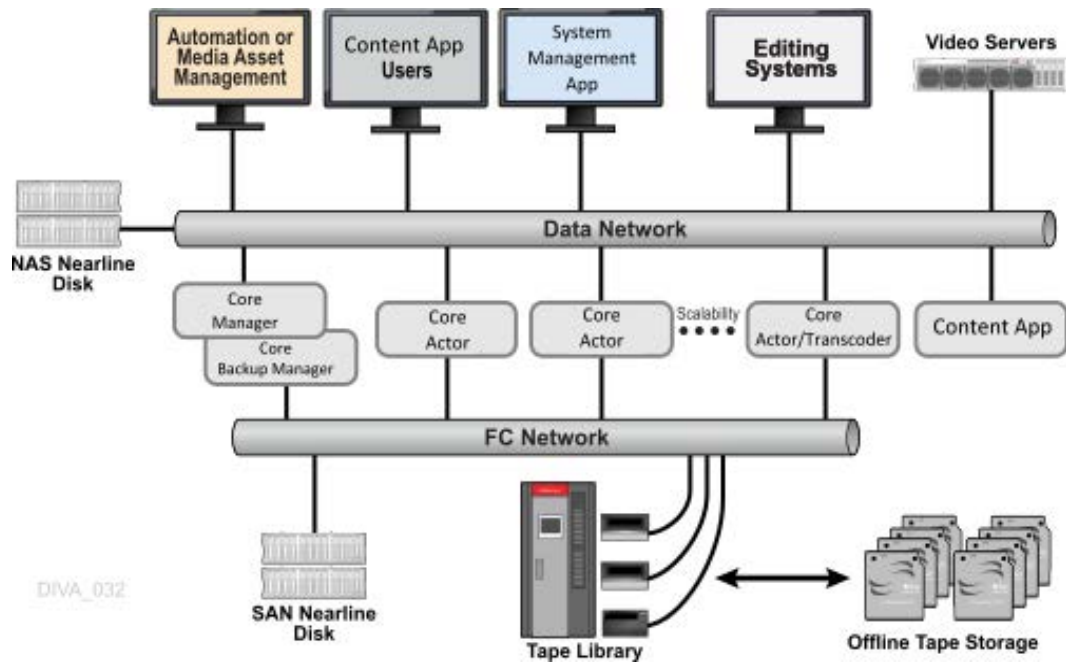 Automation or
Media Asset
Management
Content App
Users
System
Management
App
Editing
Systems
Video Servers
Data Network
NAS Nearline
Disk
Core
Manager
Core
Backup Manager
Core
Actor
Core
Actor
Scalability
Core
Actor/Transcoder
Content App
FC Network
DIVA_032
SAN Nearline
Disk
Tape Library
Offline Tape Storage